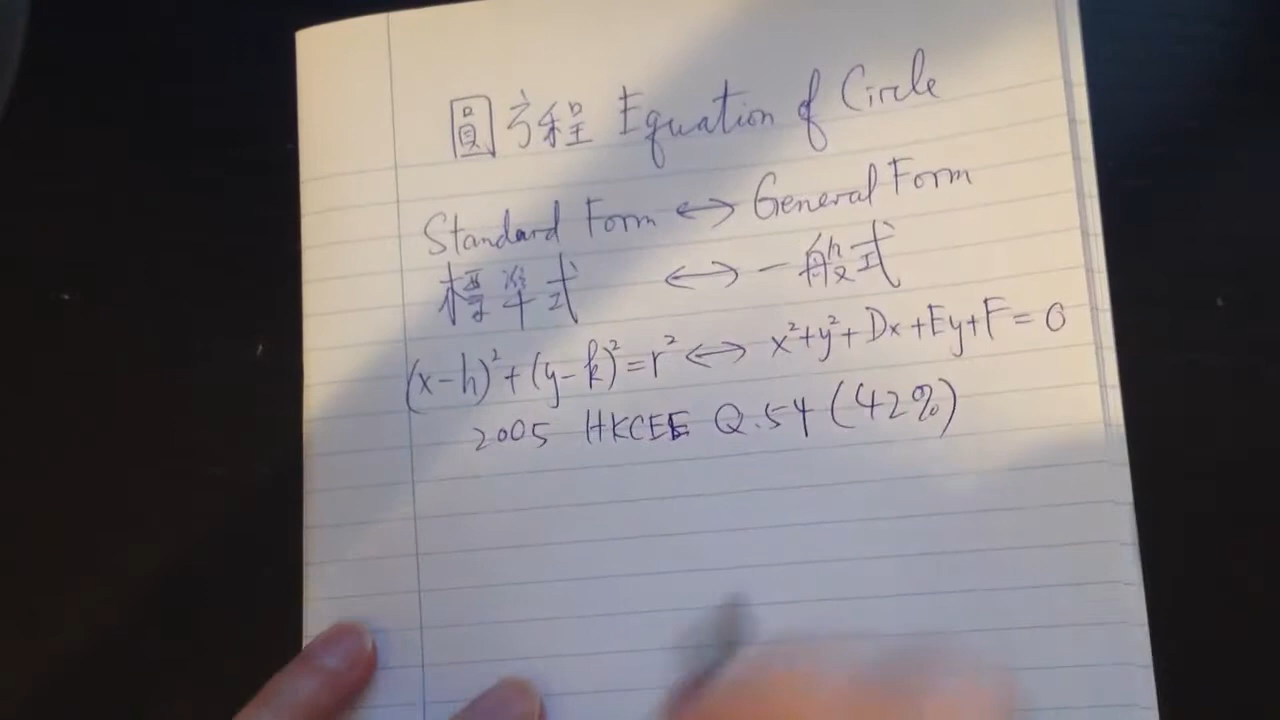 圓方程 Equation of Circle
Standard Form ↔ General Form
標準式 ↔ 一般式
(x-h)²+(y-k)²=r² ↔ x²+y²+Dx+Ey+F=0
2005 HKCEE Q.54 (42%)